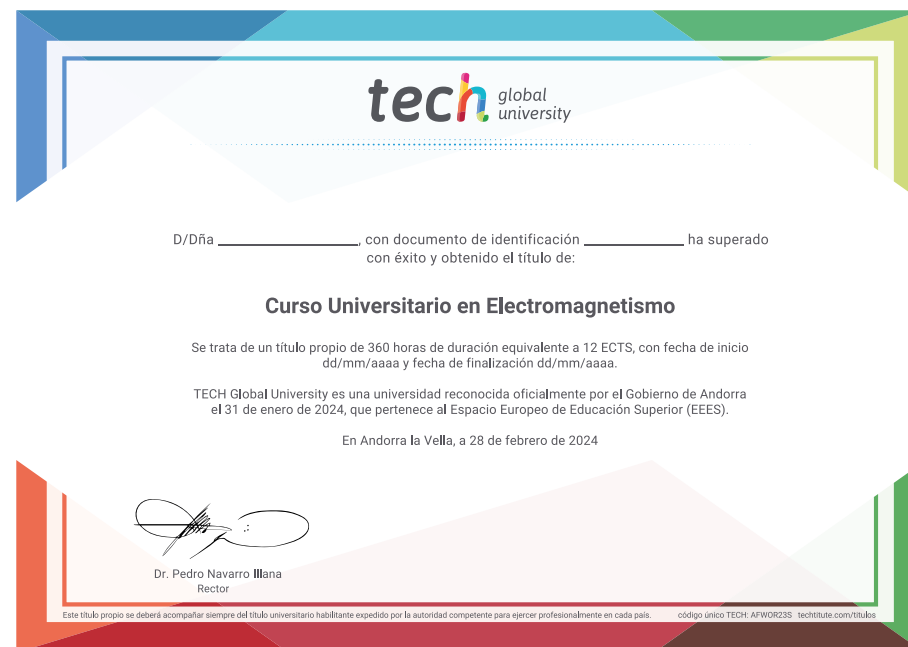 tech global
university
D/Dña ______________, con documento de identificación __________ ha superado
con éxito y obtenido el título de:
Curso Universitario en Electromagnetismo
Se trata de un título propio de 360 horas de duración equivalente a 12 ECTS, con fecha de inicio
dd/mm/aaaa y fecha de finalización dd/mm/aaaa.
TECH Global University es una universidad reconocida oficialmente por el Gobierno de Andorra
el 31 de enero de 2024, que pertenece al Espacio Europeo de Educación Superior (EEES).
En Andorra la Vella, a 28 de febrero de 2024
Dr. Pedro Navarro Illana
Rector
Este título propio se deberá acompañar siempre del título universitario habilitante expedido por la autoridad competente para ejercer profesionalmente en cada país. código único TECH: AFWOR23S techtitute.com/titulos